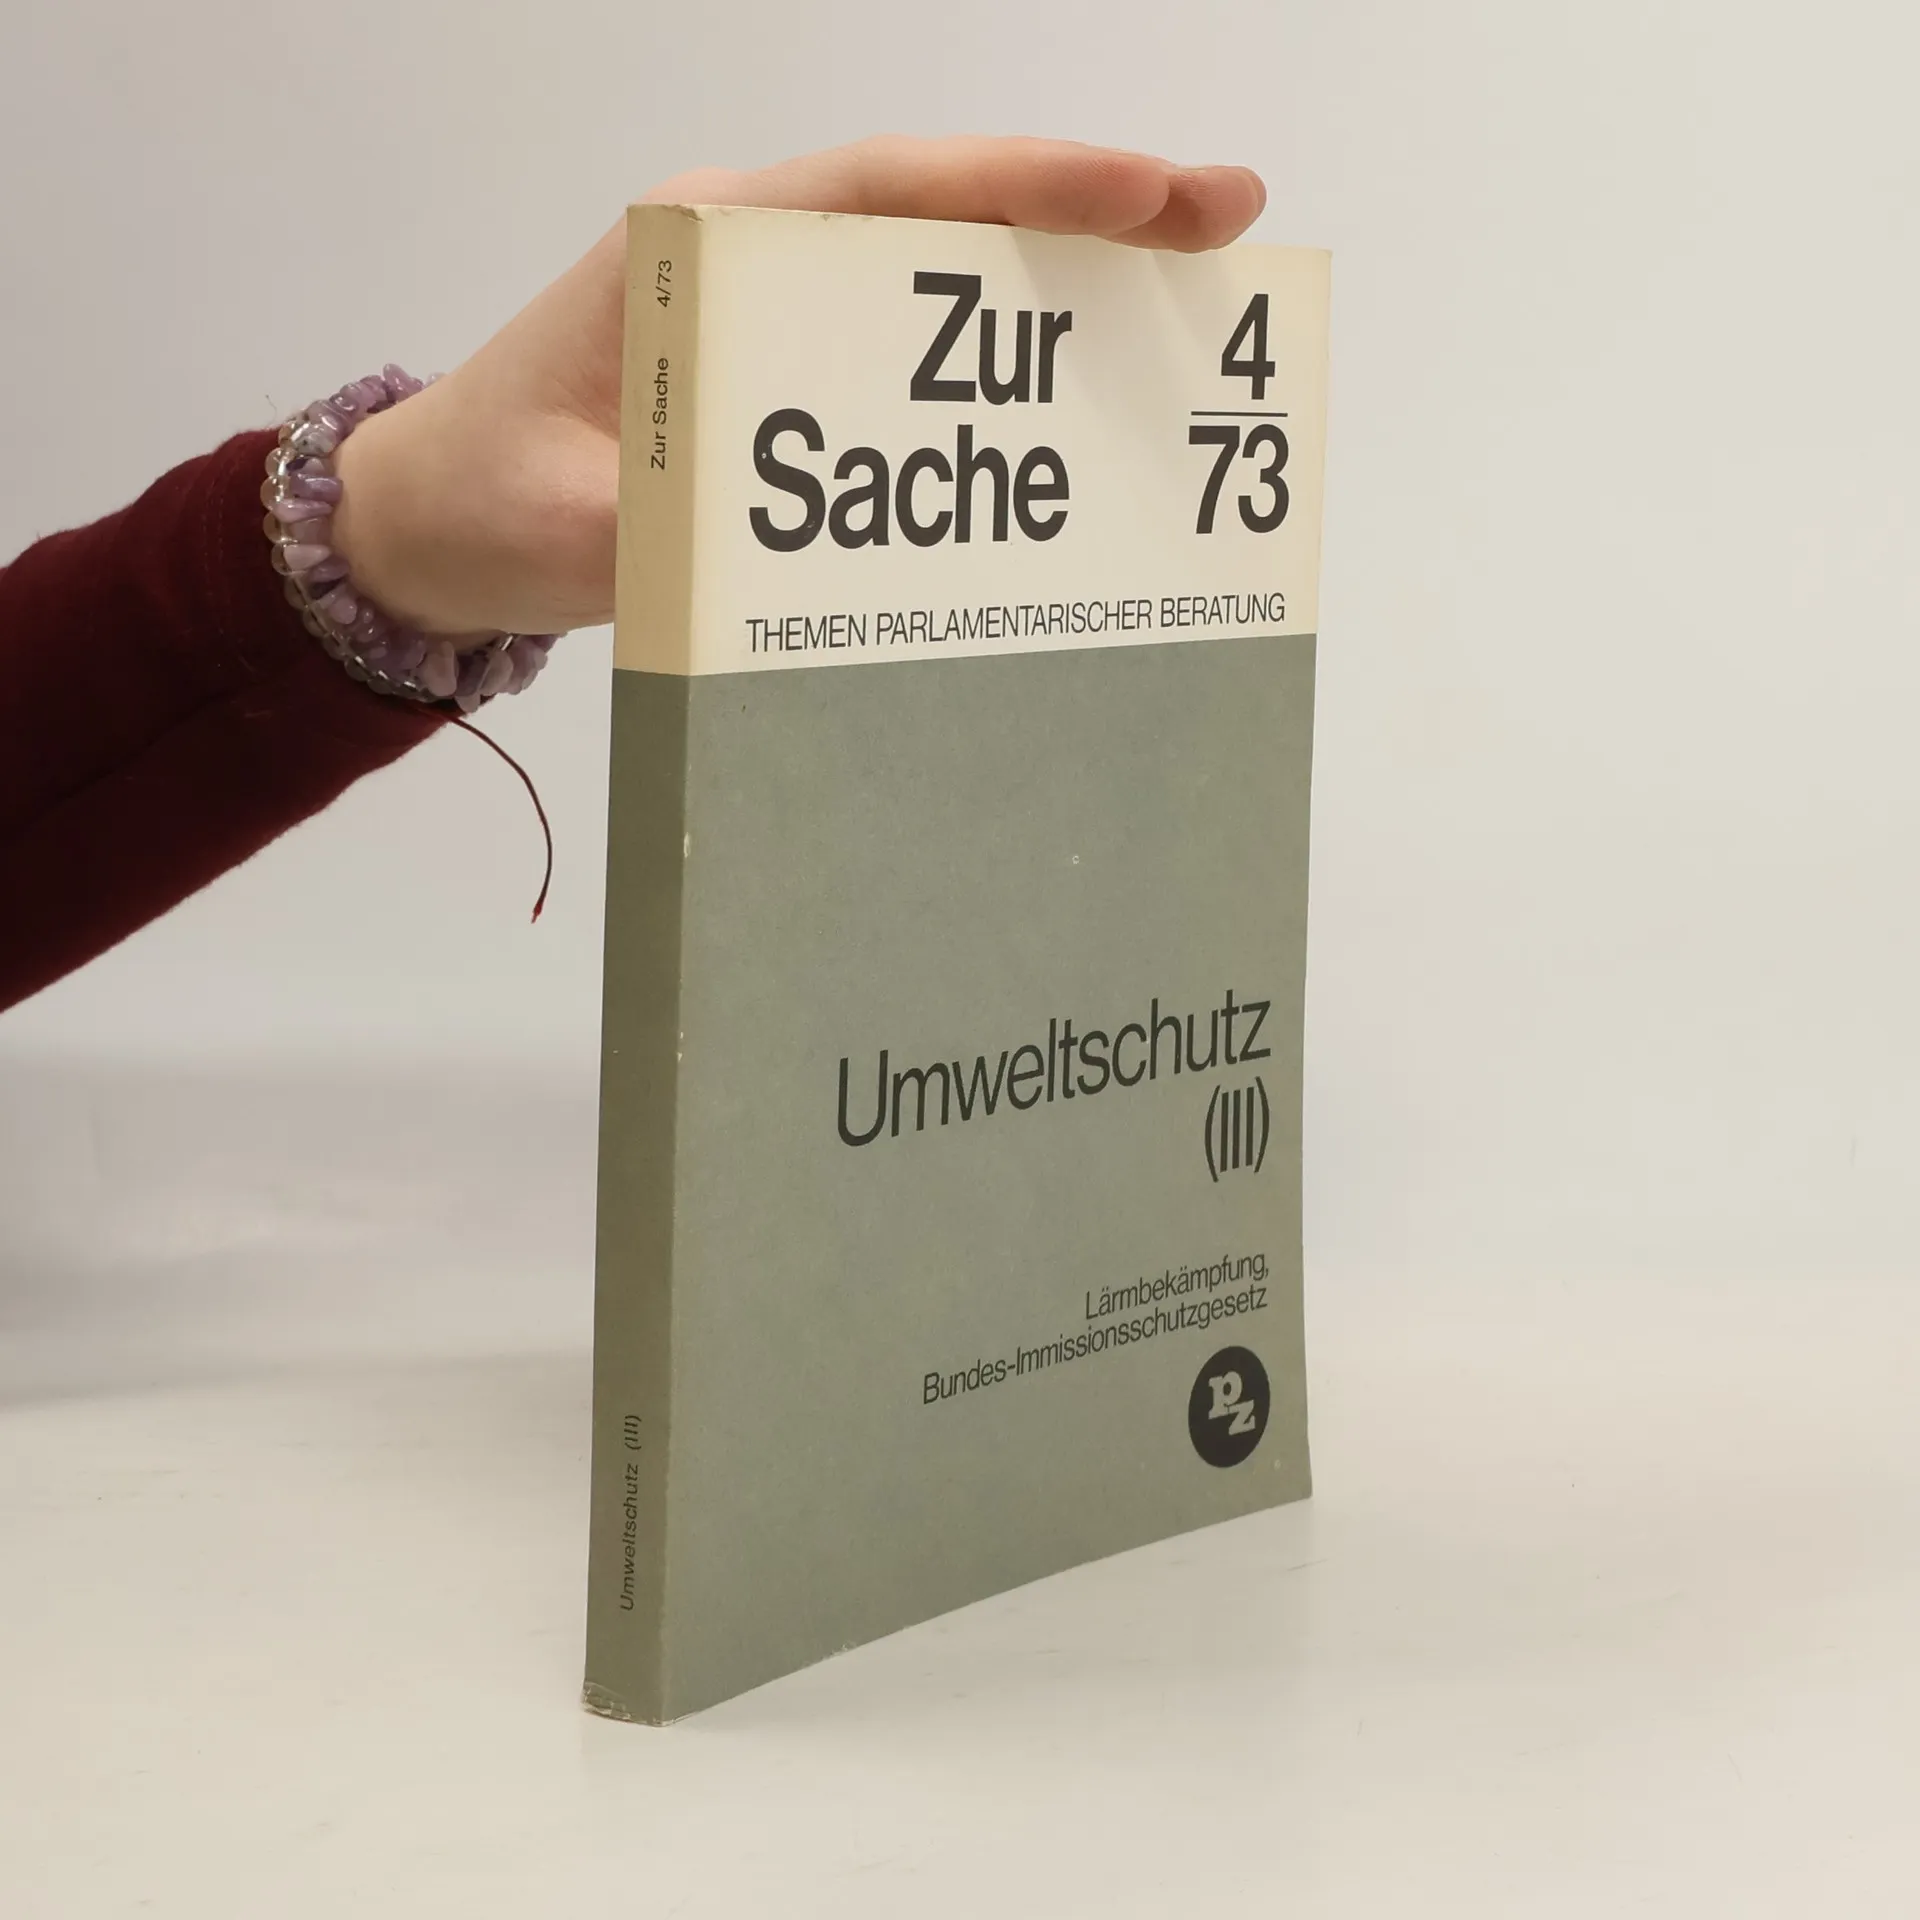 Zur
Sache
4
73
THEMEN PARLAMENTARISCHER BERATUNG
Umweltschutz
(III)
Lärmbekämpfung,
Bundes-Immissionsschutzgesetz
pz
Zur Sache 4/73
Umweltschutz (III)